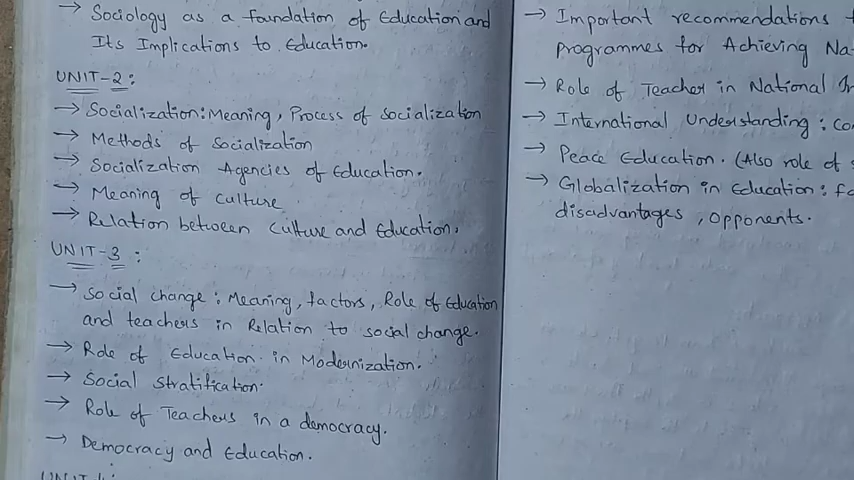 → Sociology as a Foundation of Education and
Its Implications to Education.
UNIT-2:
→ Socialization: Meaning, Process of socialization
→ Methods of socialization
→ Socialization Agencies of Education.
→ Meaning of culture
→ Relation between culture and Education.
UNIT-3:
→ Social change: Meaning, factors, Role of Education
and teachers in Relation to social change.
→ Role of Education in Modernization.
→ Social stratification.
→ Role of Teachers in a democracy.
→ Democracy and Education.
→ Important recommendations
Programmes for Achieving Na-
→ Role of Teacher in National
→ International Understanding:
→ Peace Education. (Also role of
→ Globalization in Education:
disadvantages, opponents.